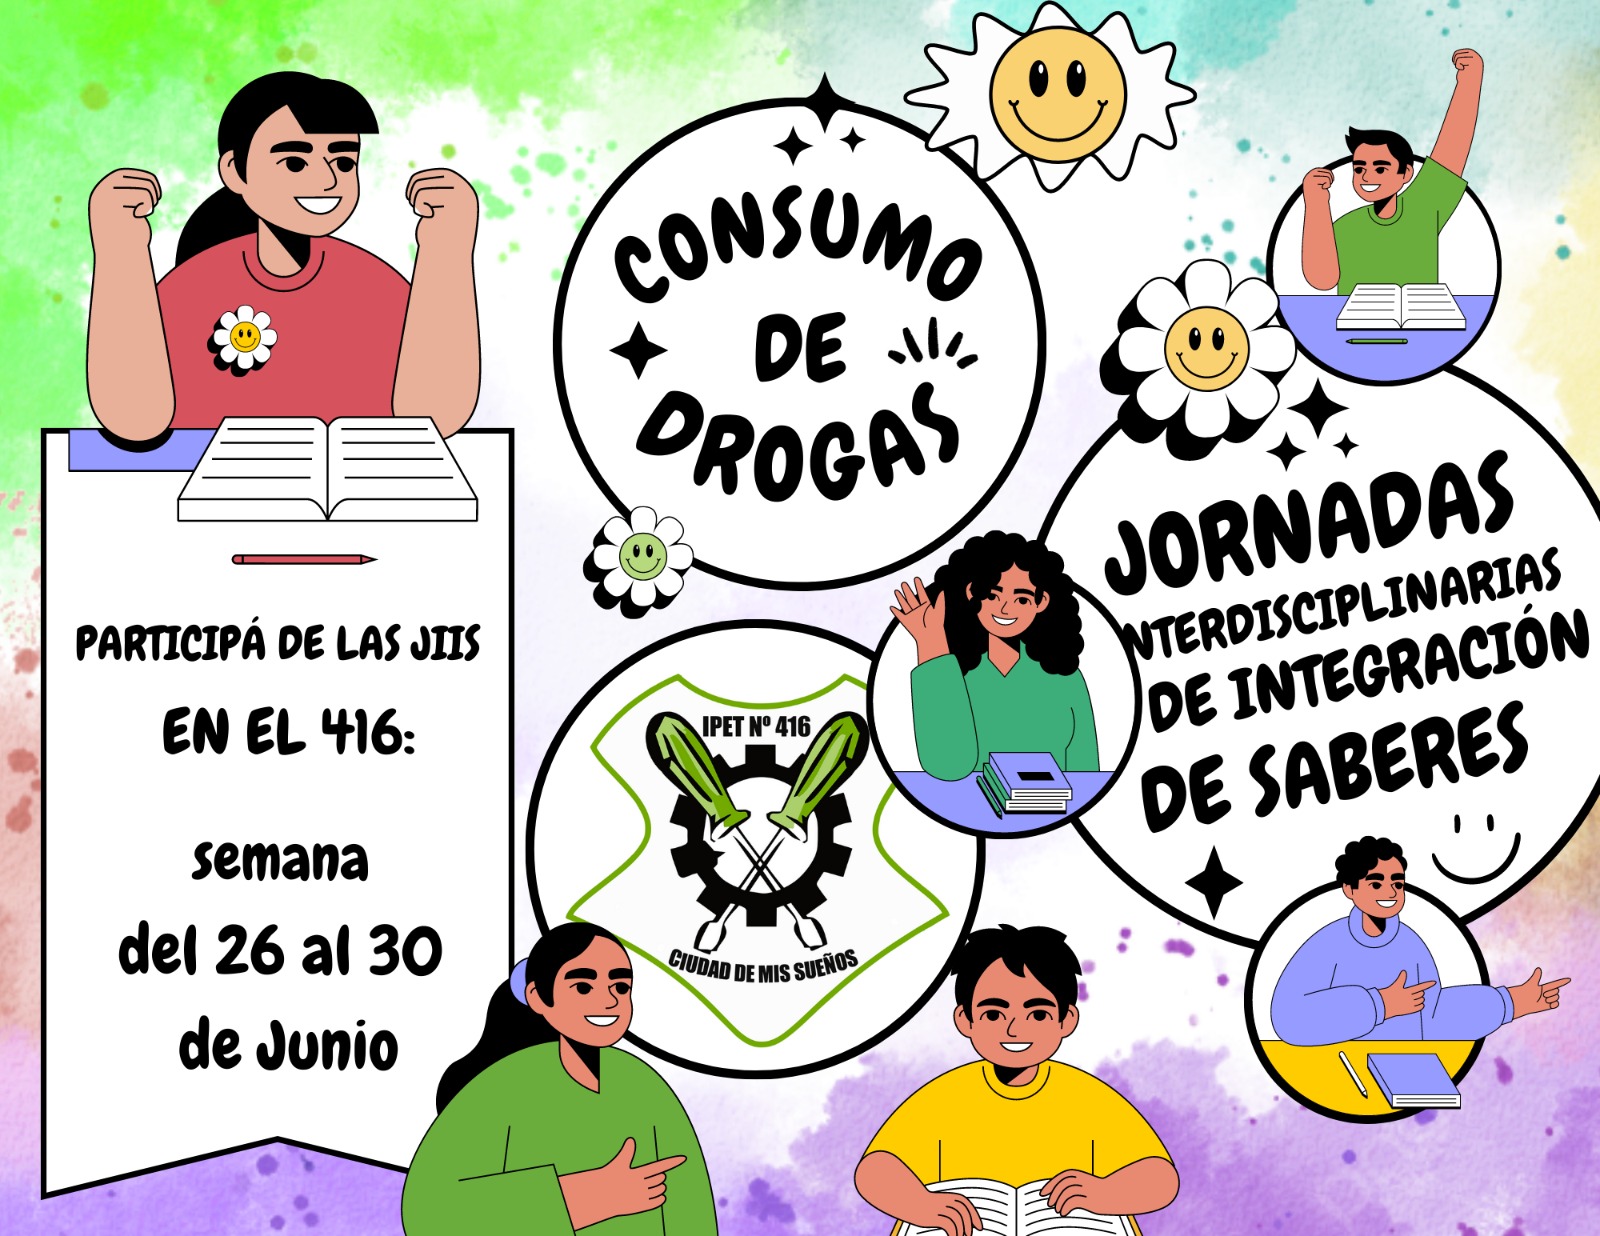 CONSUMO
DE
DROGAS
JORNADAS
NTERDISCIPLINARIAS
DE INTEGRACIÓN
DE SABERES
PARTICIPÁ DE LAS JIIS
EN EL 416:
semana
del 26 al 30
de Junio
IPET Nº 416
CIUDAD DE MIS SUEÑOS